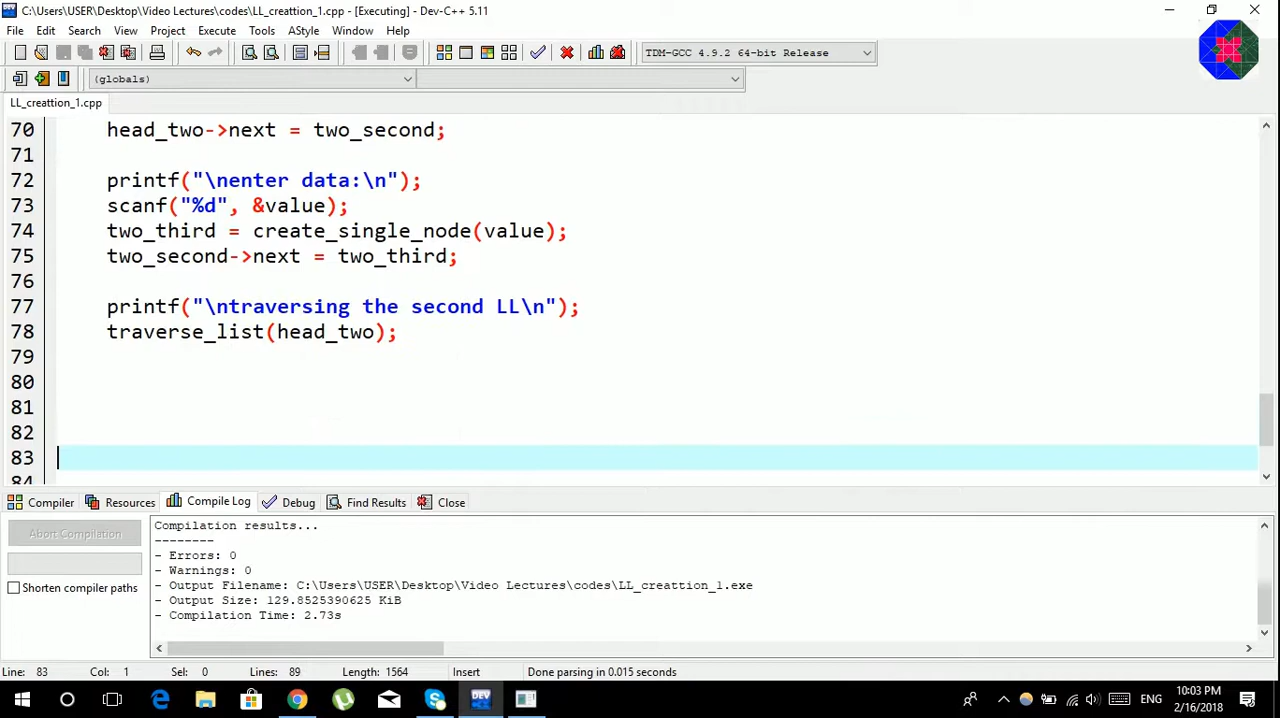 C:\Users\USER\Desktop\Video Lectures\codes\LL_creattion_1.cpp - [Executing] - Dev-C++ 5.11
File Edit Search View Project Execute Tools AStyle Window Help
TDM-GCC 4.9.2 64-bit Release
(globals)
LL_creattion_1.cpp
70 head_two->next = two_second;
71
72 printf("\nenter data:\n");
73 scanf("%d", &value);
74 two_third = create_single_node(value);
75 two_second->next = two_third;
76
77 printf("\ntraversing the second LL\n");
78 traverse_list(head_two);
79
80
81
82
83
84
Compiler Resources Compile Log Debug Find Results Close
Abort Compilation
Shorten compiler paths
Compilation results...
--------
- Errors: 0
- Warnings: 0
- Output Filename: C:\Users\USER\Desktop\Video Lectures\codes\LL_creattion_1.exe
- Output Size: 129.8525390625 KiB
- Compilation Time: 2.73s
Line: 83 Col: 1 Sel: 0 Lines: 89 Length: 1564 Insert Done parsing in 0.015 seconds
DEV
ENG
10:03 PM
2/16/2018